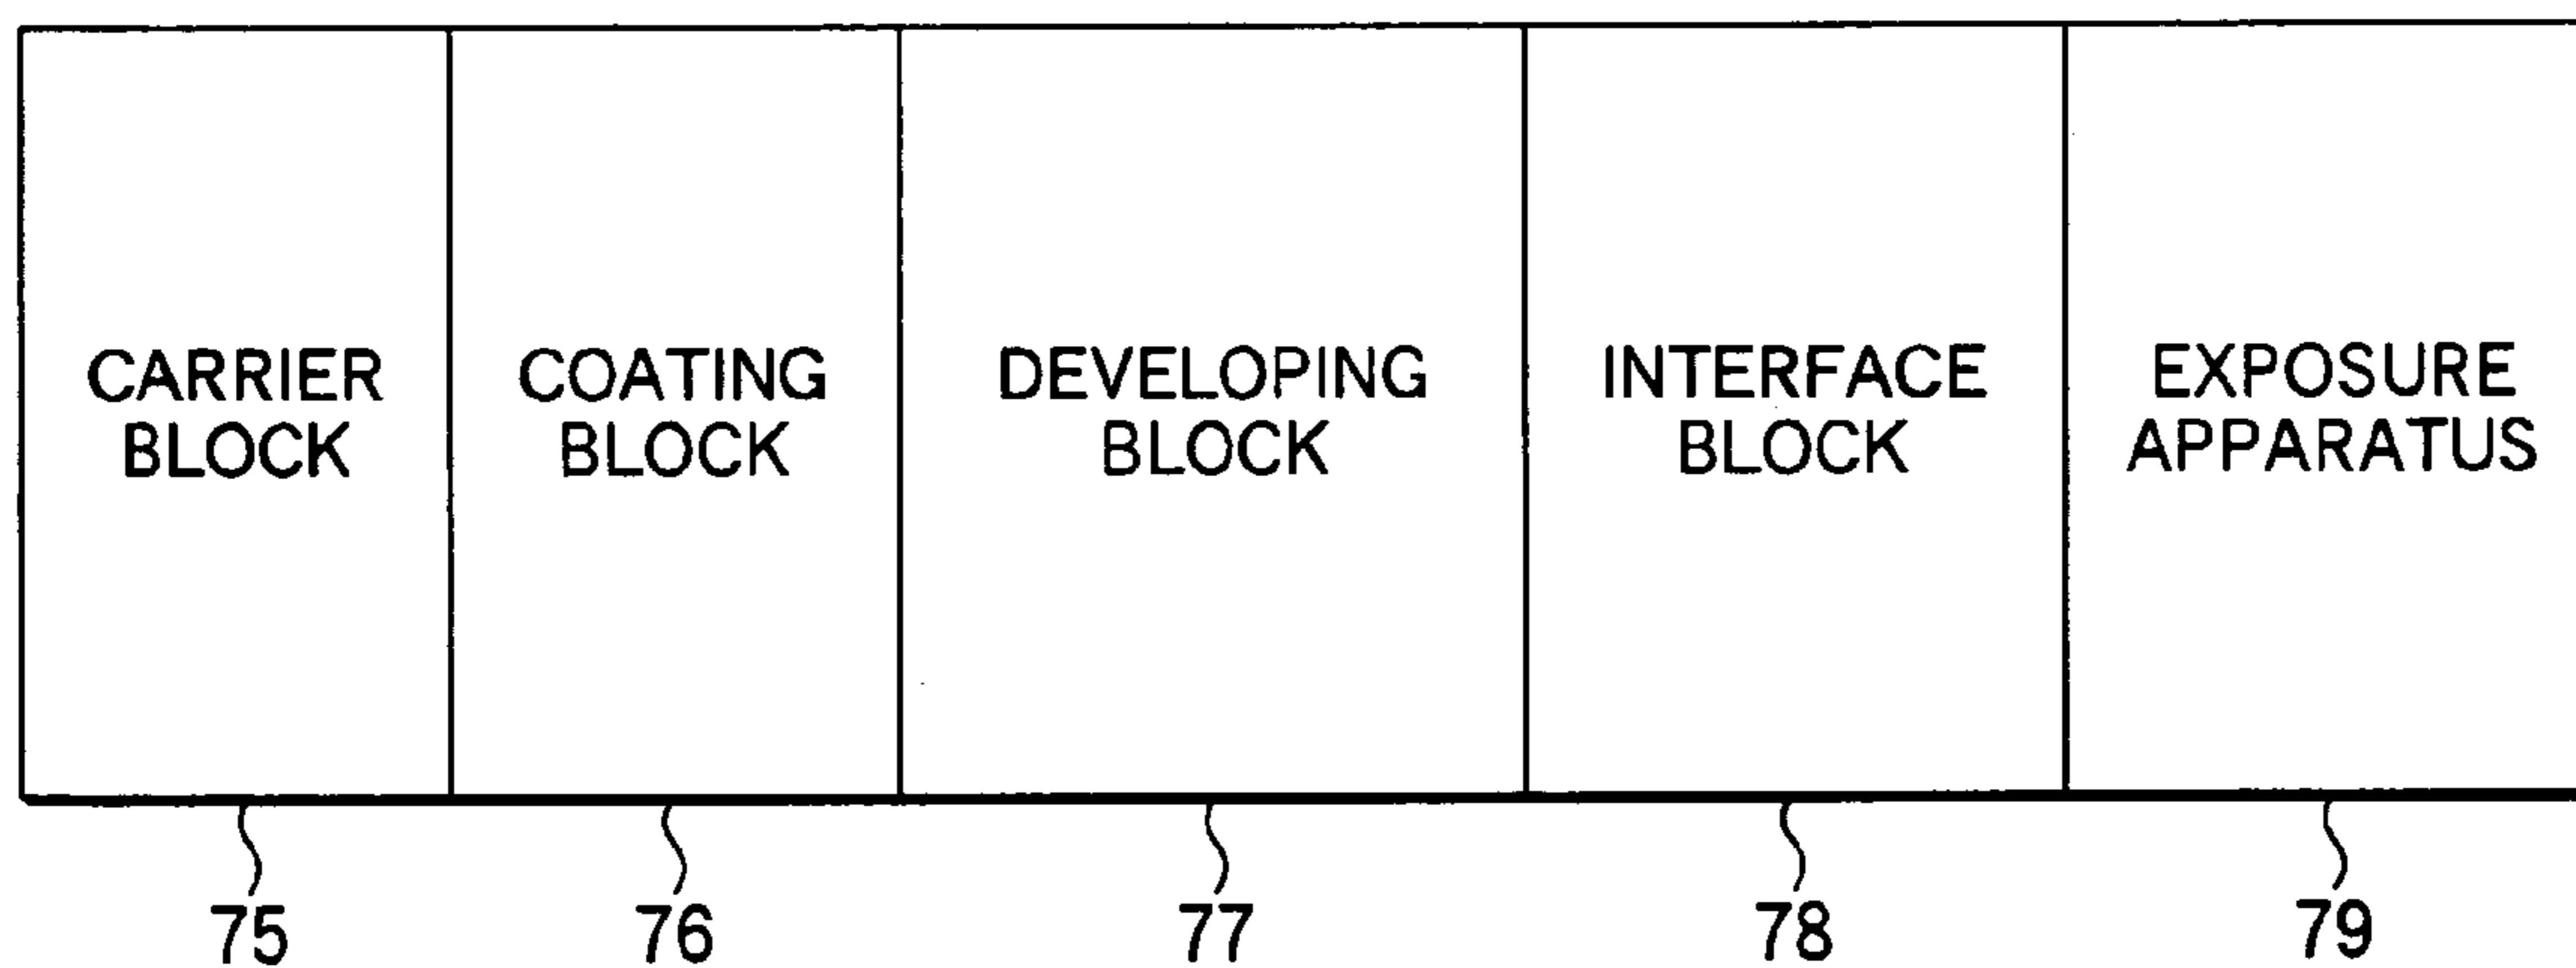 CARRIER
BLOCK
COATING
BLOCK
DEVELOPING
BLOCK
INTERFACE
BLOCK
EXPOSURE
APPARATUS
75
76
77
78
79